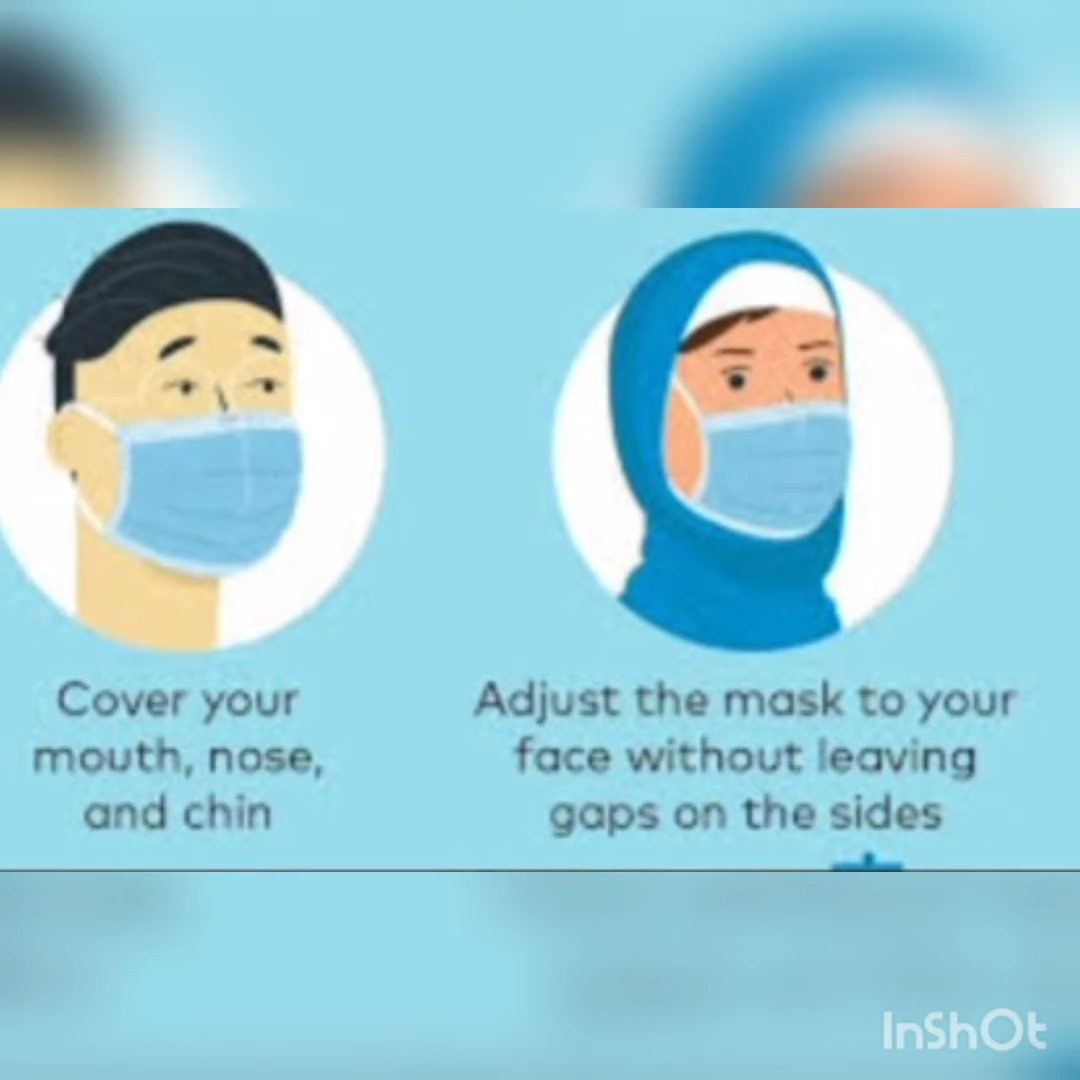 Cover your
mouth, nose,
and chin
Adjust the mask to your
face without leaving
gaps on the sides
InShOt